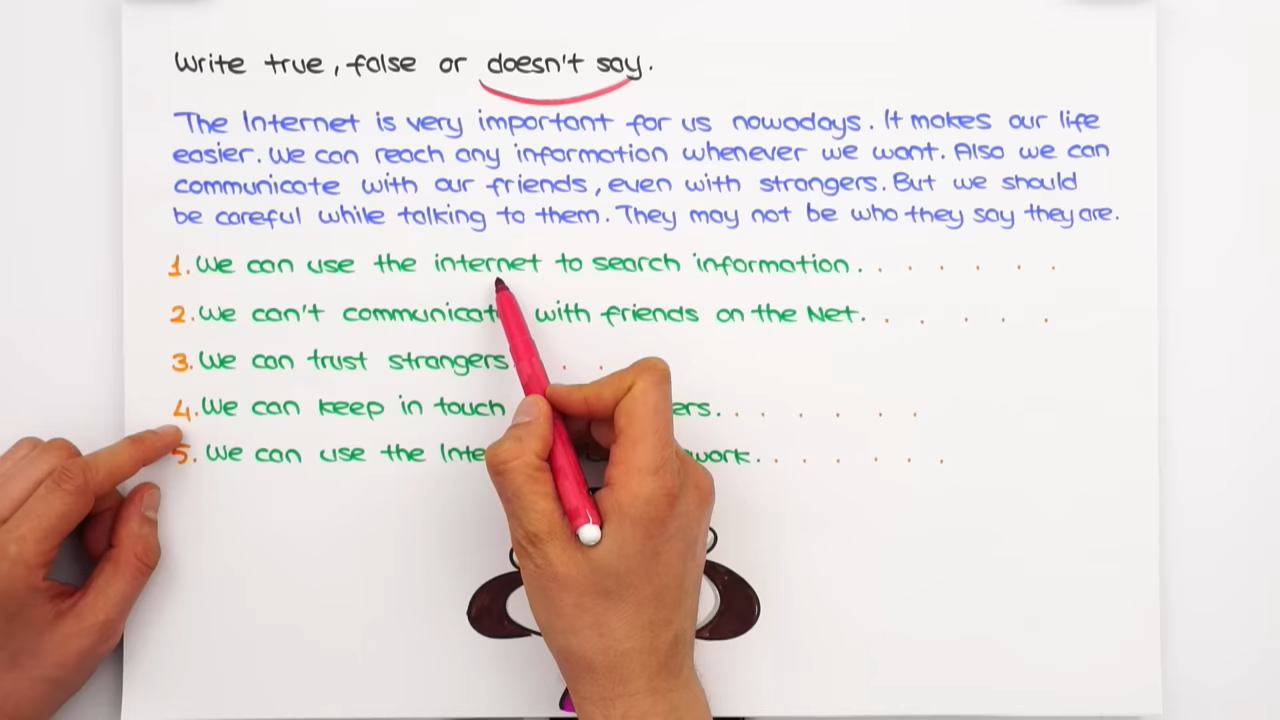 Write true, false or doesn't say.
The Internet is very important for us nowadays. It makes our life
easier. We can reach any information whenever we want. Also we can
communicate with our friends, even with strangers. But we should
be careful while talking to them. They may not be who they say they are.
1. We can use the internet to search information. . . . . . .
2. We can't communicat with friends on the Net. . . . . .
3. We can trust strangers . .
4. We can keep in touch ers. . . . . .
5. We can use the Inte work. . . . . . .